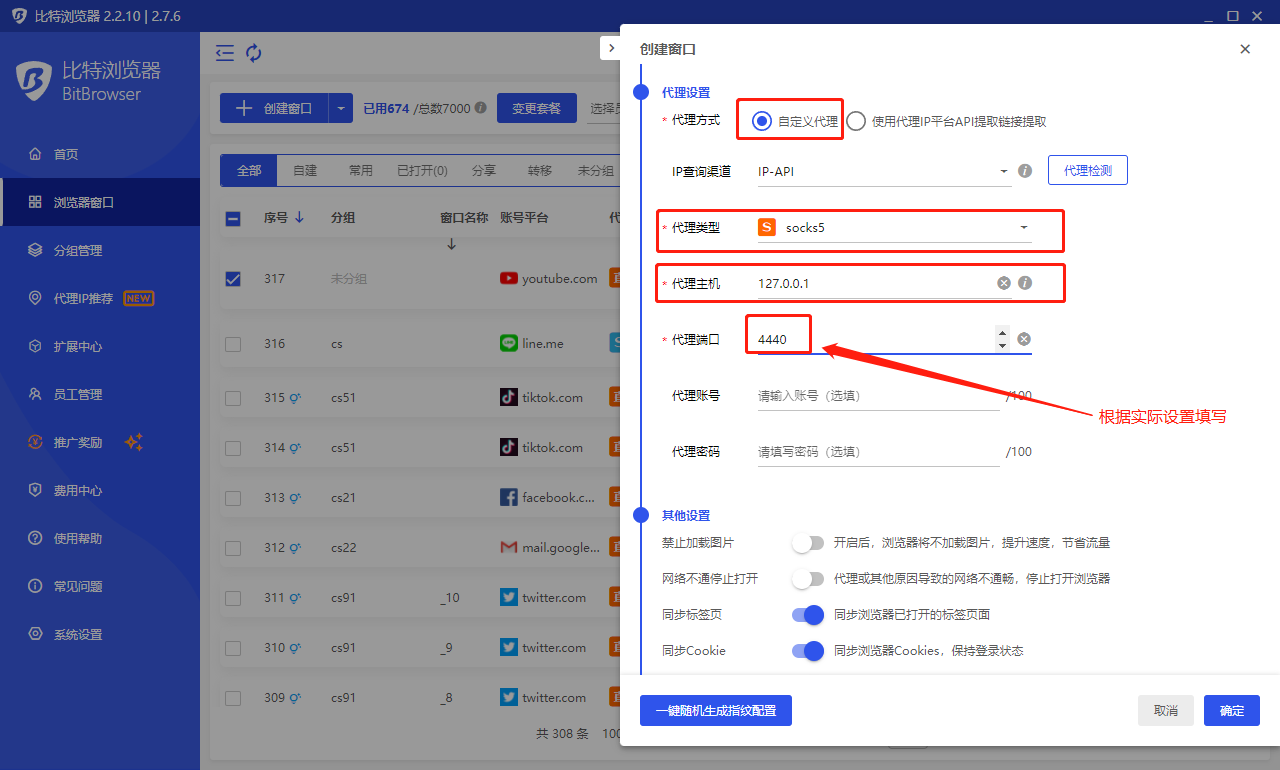 比特浏览器 2.2.10 | 2.7.6
比特浏览器
BitBrowser
首页
浏览器窗口
分组管理
代理IP推荐 NEW
扩展中心
员工管理
推广奖励
费用中心
使用帮助
常见问题
系统设置
创建窗口 已用674 /总数7000 变更套餐
全部 自建 常用 已打开(0) 分享 转移 未分组
序号 分组 窗口名称 账号平台
317 未分组 youtube.com
316 cs line.me
315 cs51 tiktok.com
314 cs51 tiktok.com
313 cs21 facebook.c...
312 cs22 mail.google...
311 cs91 _10 twitter.com
310 cs91 _9 twitter.com
309 cs91 _8 twitter.com
共 308 条
创建窗口
代理设置
* 代理方式 自定义代理 使用代理IP平台API提取链接提取
IP查询渠道 IP-API 代理检测
* 代理类型 S socks5
* 代理主机 127.0.0.1
* 代理端口 4440
代理账号 请输入账号（选填） /100
根据实际设置填写
代理密码 请填写密码（选填） /100
其他设置
禁止加载图片 开启后，浏览器将不加载图片，提升速度，节省流量
网络不通停止打开 代理或其他原因导致的网络不通畅，停止打开浏览器
同步标签页 同步浏览器已打开的标签页面
同步Cookie 同步浏览器Cookies，保持登录状态
一键随机生成指纹配置 取消 确定